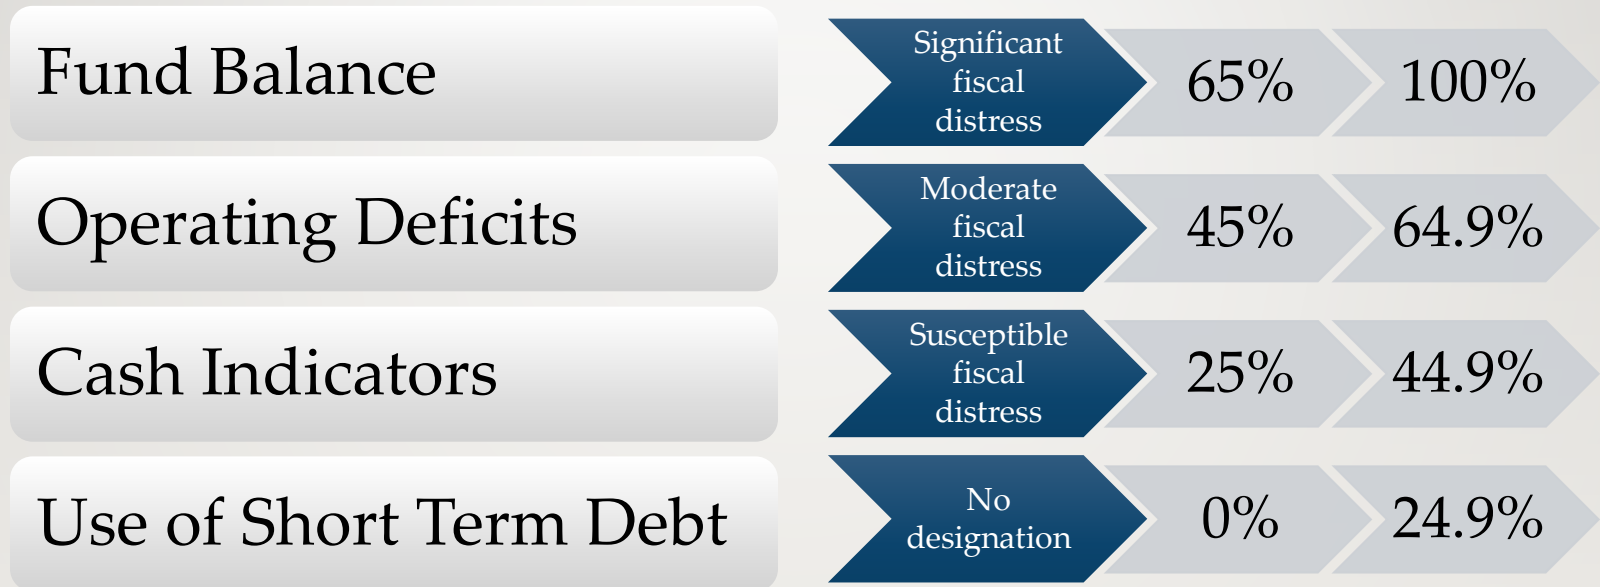 Fund Balance
Operating Deficits
Cash Indicators
Use of Short Term Debt
Significant
fiscal
distress
65%
100%
Moderate
fiscal
distress
45%
64.9%
Susceptible
fiscal
distress
25%
44.9%
No
designation
0%
24.9%